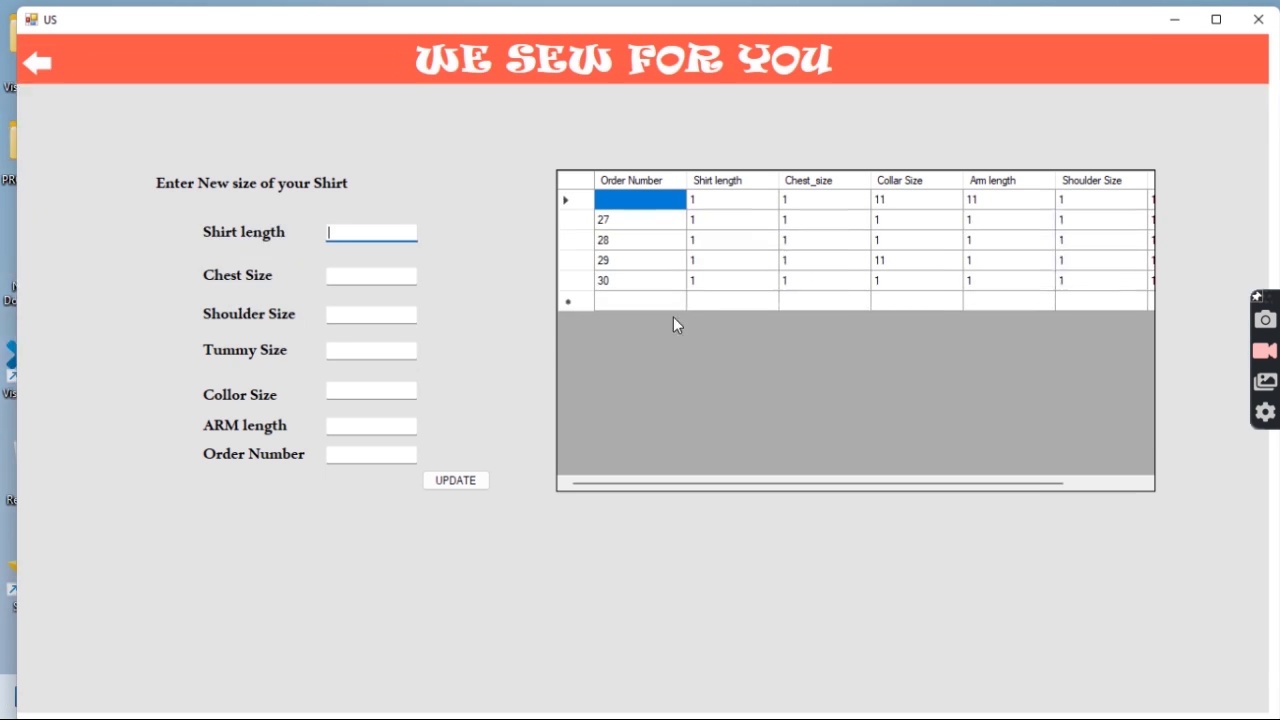 US
WE SEW FOR YOU
Enter New size of your Shirt
Shirt length
Chest Size
Shoulder Size
Tummy Size
Collor Size
ARM length
Order Number
UPDATE
Order Number Shirt length Chest_size Collar Size Arm length Shoulder Size
1 1 11 11 1
27 1 1 1 1 1
28 1 1 1 1 1
29 1 1 11 1 1
30 1 1 1 1 1